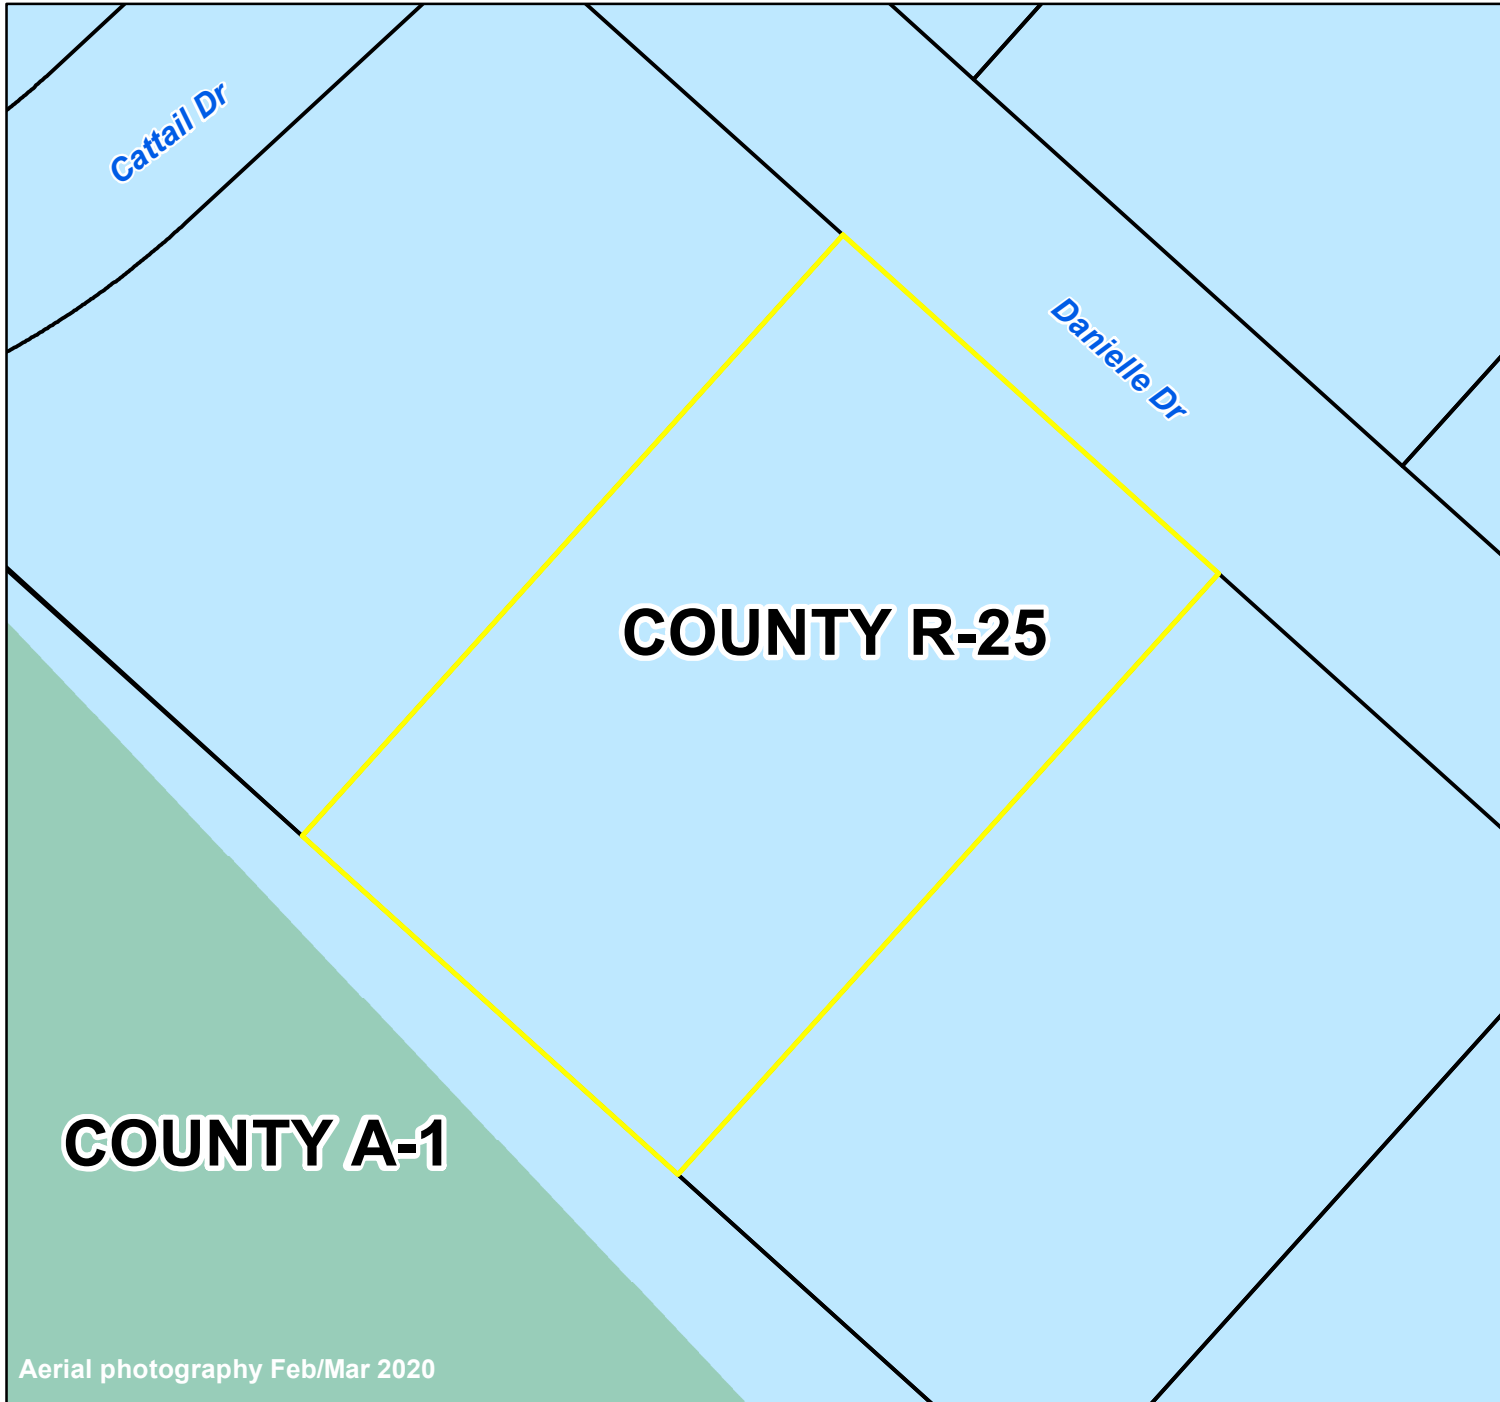 Cattail Dr
Danielle Dr
COUNTY R-25
COUNTY A-1
Aerial photography Feb/Mar 2020